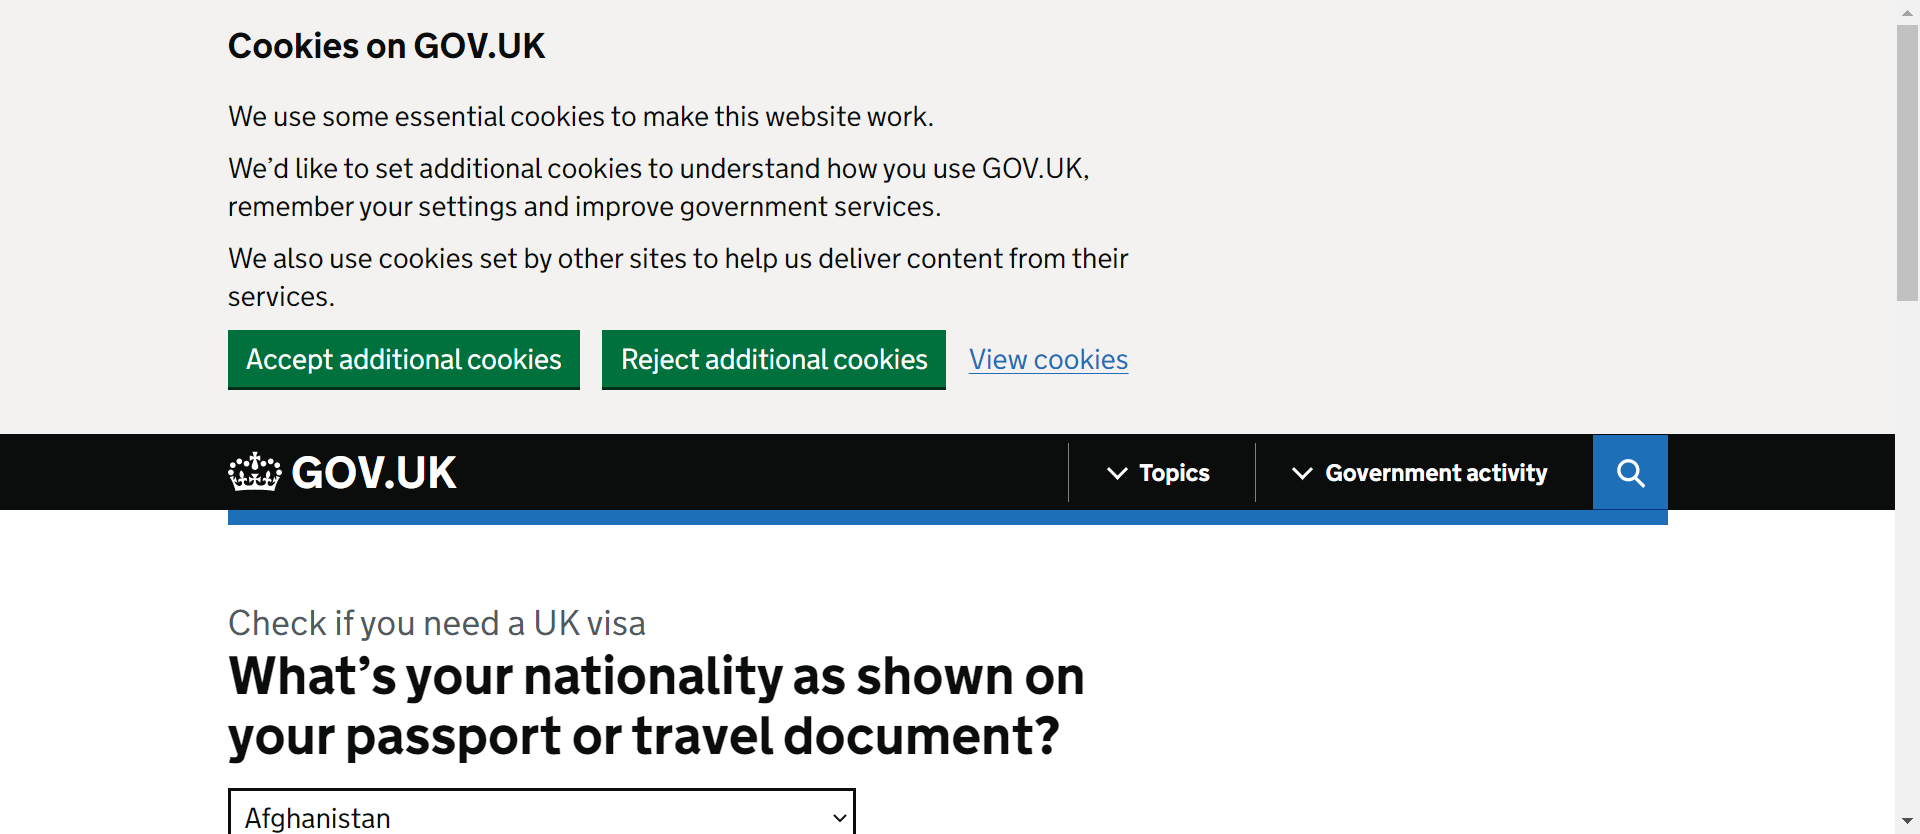 Cookies on GOV.UK
We use some essential cookies to make this website work.
We’d like to set additional cookies to understand how you use GOV.UK,
remember your settings and improve government services.
We also use cookies set by other sites to help us deliver content from their
services.
Accept additional cookies Reject additional cookies View cookies
GOV.UK Topics Government activity
Check if you need a UK visa
What’s your nationality as shown on
your passport or travel document?
Afghanistan